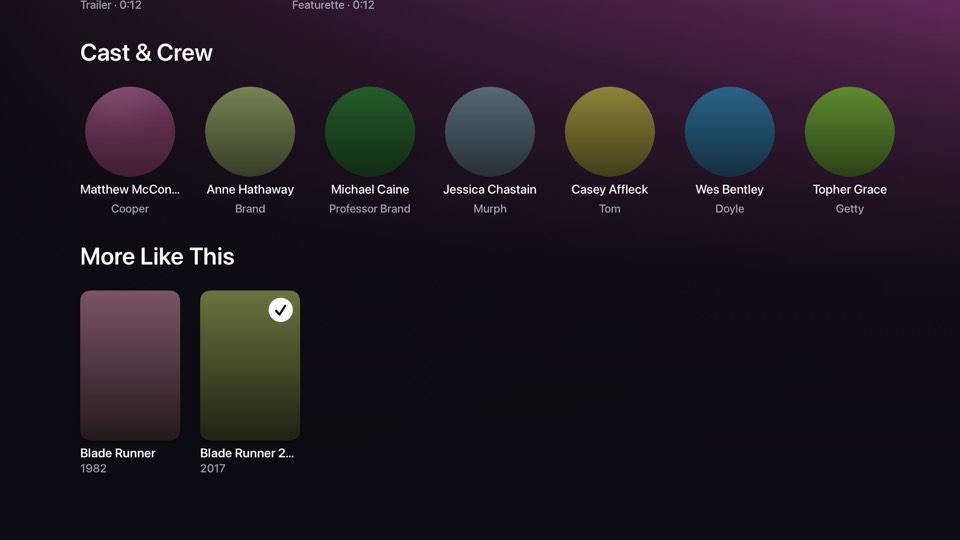 Trailer · 0:12
Featurette · 0:12
Cast & Crew
Matthew McCon...
Anne Hathaway
Michael Caine
Jessica Chastain
Casey Affleck
Wes Bentley
Topher Grace
Cooper
Brand
Professor Brand
Murph
Tom
Doyle
Getty
More Like This
Blade Runner
Blade Runner 2...
1982
2017